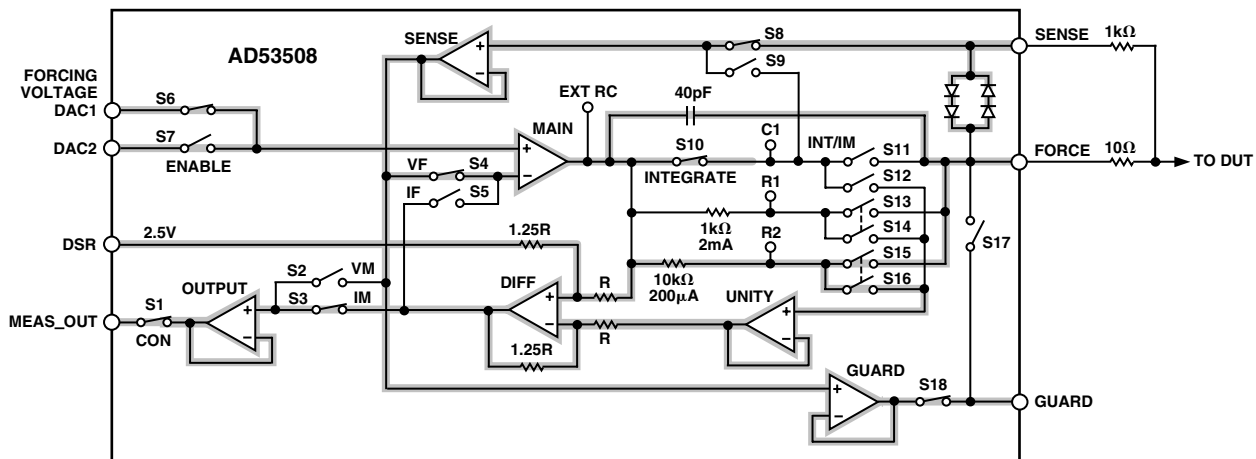 AD53508
SENSE
S8
S9
SENSE
1kΩ
FORCING
VOLTAGE
DAC1
DAC2
S6
S7
ENABLE
EXT RC
40pF
MAIN
VF
S4
IF
S5
S10
INTEGRATE
C1
INT/IM
S11
S12
FORCE
10Ω
TO DUT
R1
1kΩ
2mA
S13
S14
S17
DSR
2.5V
1.25R
R2
10kΩ
200μA
S15
S16
S2
VM
S3
IM
OUTPUT
DIFF
R
UNITY
MEAS_OUT
S1
CON
1.25R
R
GUARD
S18
GUARD
+
−
+
−
+
−
+
−
+
−
+
−